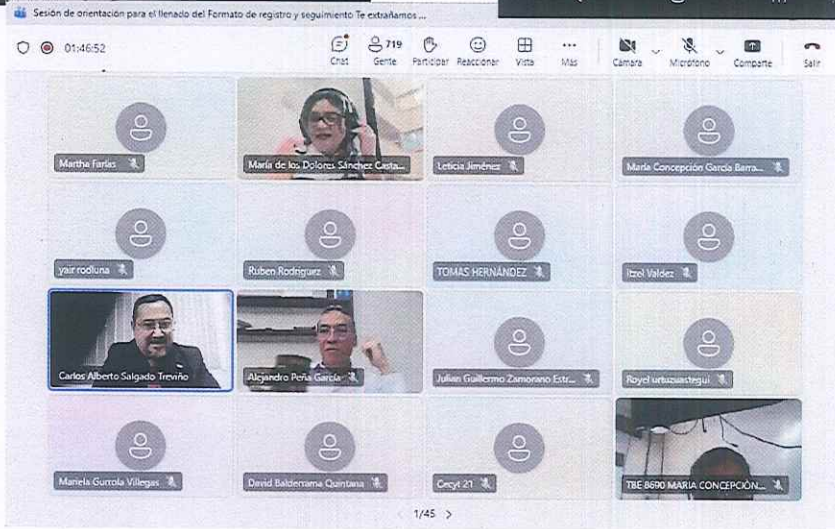 Sesión de orientación para el llenado del Formato de registro y seguimiento Te extrañamos ...
01:46:52
Chat
719
Gente
Participar
Reaccionar
Vista
Más
Cámara
Micrófono
Comparte
Salir
Martha Farías
María de los Dolores Sánchez Casta...
Leticia Jiménez
María Concepción García Barra...
yair rodluna
Ruben Rodriguez
TOMAS HERNÁNDEZ
Itzel Valdez
Carlos Alberto Salgado Treviño
Alejandro Peña García
Julian Guillermo Zamorano Estr...
Royel urtuzuastegui
Mariela Gurrola Villegas
David Balderrama Quintana
Cecyt 21
TBE 8690 MARIA CONCEPCIÓN...
1/45